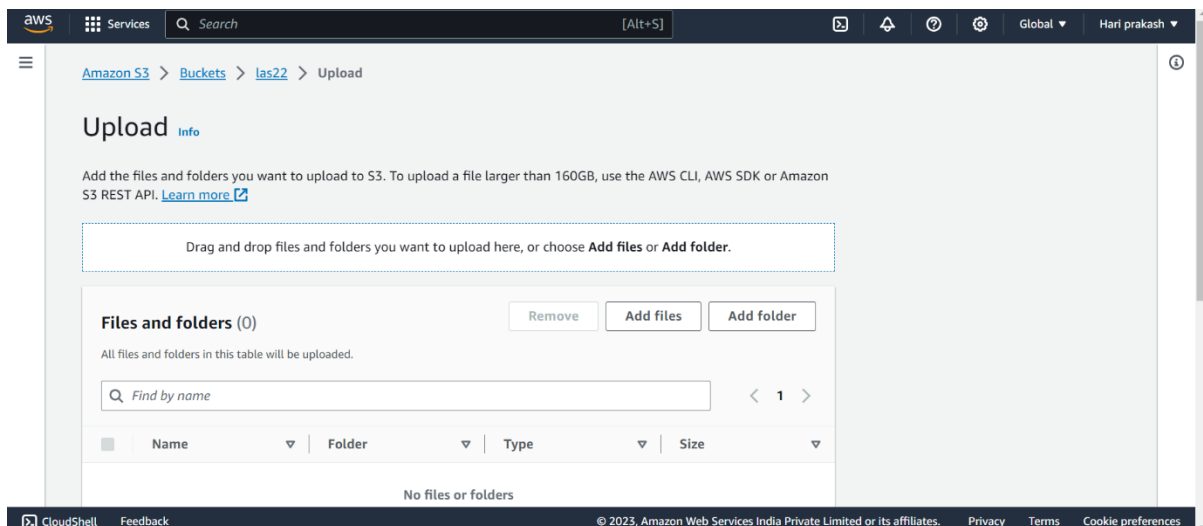 aws
Services
Search
[Alt+S]
Global
Hari prakash
Amazon S3 > Buckets > las22 > Upload
Upload Info
Add the files and folders you want to upload to S3. To upload a file larger than 160GB, use the AWS CLI, AWS SDK or Amazon
S3 REST API. Learn more
Drag and drop files and folders you want to upload here, or choose Add files or Add folder.
Files and folders (0)
Remove
Add files
Add folder
All files and folders in this table will be uploaded.
Find by name
< 1 >
Name
Folder
Type
Size
No files or folders
CloudShell
Feedback
© 2023, Amazon Web Services India Private Limited or its affiliates.
Privacy
Terms
Cookie preferences